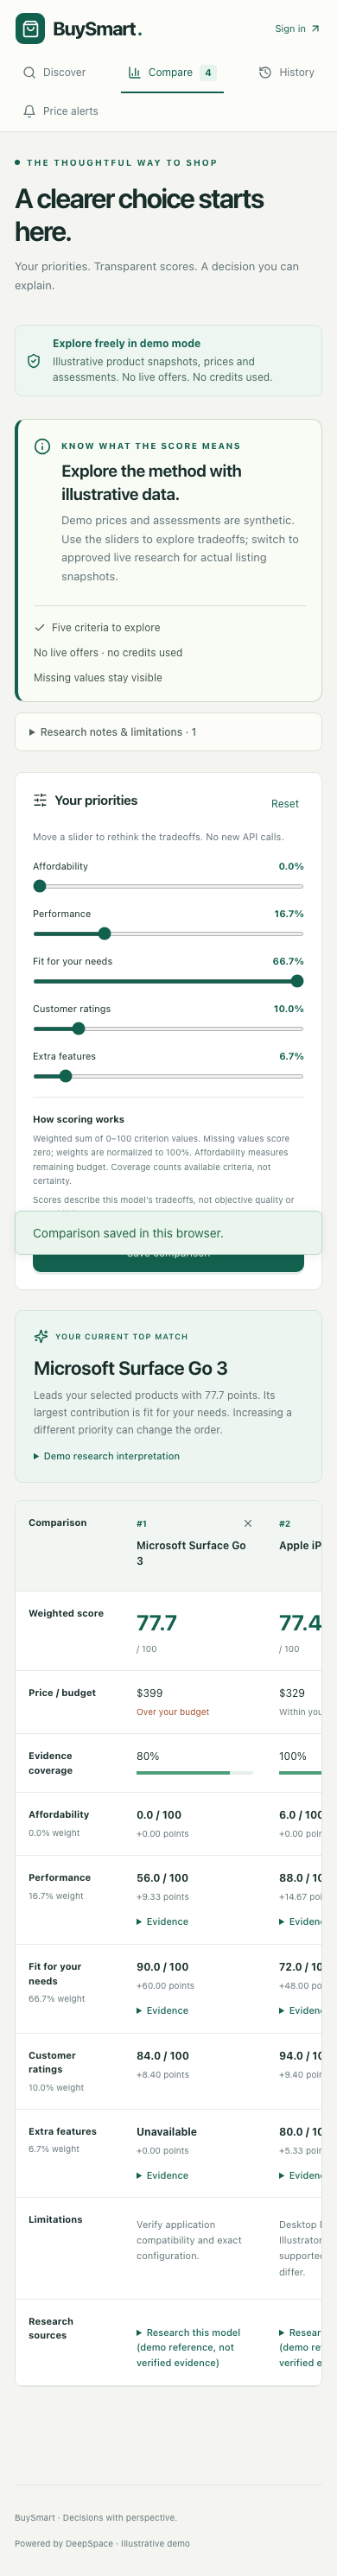 BuySmart.
Sign in
Discover
Compare 4
History
Price alerts
THE THOUGHTFUL WAY TO SHOP
A clearer choice starts
here.
Your priorities. Transparent scores. A decision you can
explain.
Explore freely in demo mode
Illustrative product snapshots, prices and
assessments. No live offers. No credits used.
KNOW WHAT THE SCORE MEANS
Explore the method with
illustrative data.
Demo prices and assessments are synthetic.
Use the sliders to explore tradeoffs; switch to
approved live research for actual listing
snapshots.
Five criteria to explore
No live offers · no credits used
Missing values stay visible
Research notes & limitations · 1
Your priorities
Reset
Move a slider to rethink the tradeoffs. No new API calls.
Affordability 0.0%
Performance 16.7%
Fit for your needs 66.7%
Customer ratings 10.0%
Extra features 6.7%
How scoring works
Weighted sum of 0–100 criterion values. Missing values score
zero; weights are normalized to 100%. Affordability measures
remaining budget. Coverage counts available criteria, not
certainty.
Scores describe this model's tradeoffs, not objective quality or
Comparison saved in this browser.
YOUR CURRENT TOP MATCH
Microsoft Surface Go 3
Leads your selected products with 77.7 points. Its
largest contribution is fit for your needs. Increasing a
different priority can change the order.
Demo research interpretation
Comparison #1 #2
Microsoft Surface Go Apple iP
3
Weighted score 77.7 77.4
/ 100 / 100
Price / budget $399 $329
Over your budget Within you
Evidence 80% 100%
coverage
Affordability 0.0 / 100 6.0 / 100
0.0% weight +0.00 points +0.00 poin
Performance 56.0 / 100 88.0 / 10
16.7% weight +9.33 points +14.67 poi
Evidence Eviden
Fit for your 90.0 / 100 72.0 / 10
needs +60.00 points +48.00 po
66.7% weight
Evidence Eviden
Customer 84.0 / 100 94.0 / 10
ratings +8.40 points +9.40 poin
10.0% weight
Extra features Unavailable 80.0 / 10
6.7% weight +0.00 points +5.33 poin
Evidence Eviden
Limitations
Verify application
compatibility and exact
configuration.
Desktop
Illustrator
supported
differ.
Research
sources
Research this model
(demo reference, not
verified evidence)
Resear
(demo re
verified e
BuySmart · Decisions with perspective.
Powered by DeepSpace · Illustrative demo